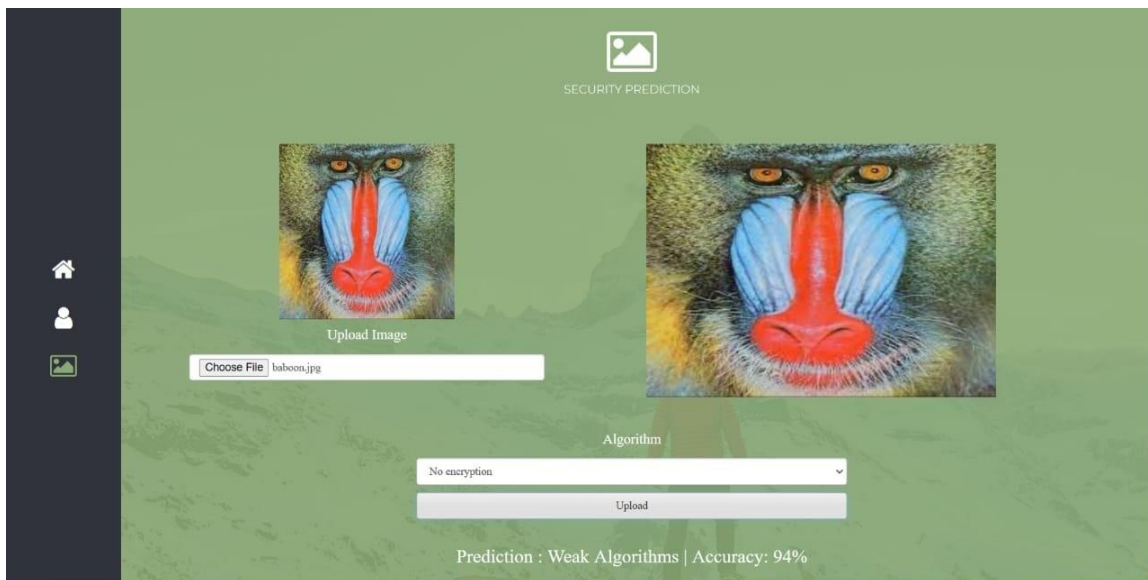 SECURITY PREDICTION
Upload Image
Choose File baboon.jpg
Algorithm
No encryption
Upload
Prediction : Weak Algorithms | Accuracy: 94%